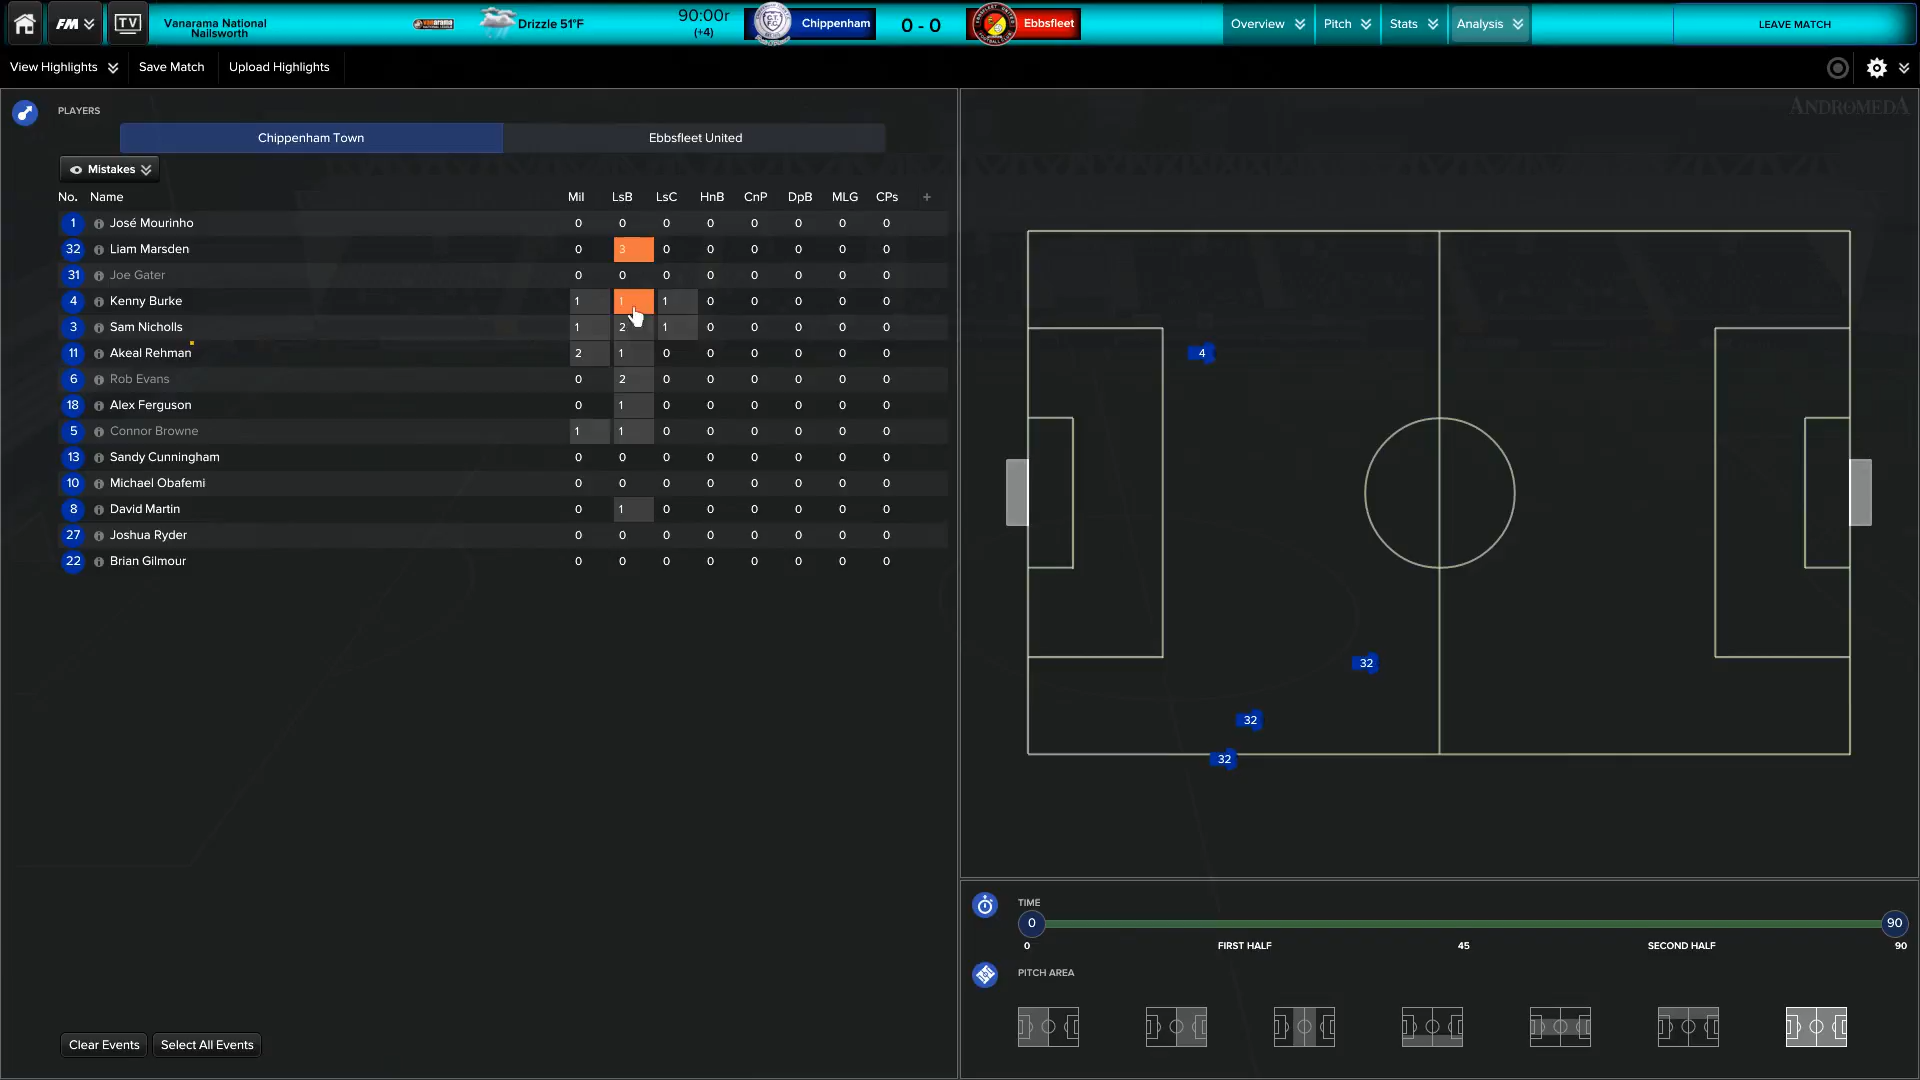 FM
TV
Vanarama National
Nailsworth
Drizzle 51°F
90:00r
(+4)
Chippenham
0 - 0
Ebbsfleet
Overview
Pitch
Stats
Analysis
LEAVE MATCH
View Highlights
Save Match
Upload Highlights
ANDROMEDA
PLAYERS
Chippenham Town
Ebbsfleet United
Mistakes
No. Name Mil LsB LsC HnB CnP DpB MLG CPs +
1 José Mourinho 0 0 0 0 0 0 0 0
32 Liam Marsden 0 3 0 0 0 0 0 0
31 Joe Gater 0 0 0 0 0 0 0 0
4 Kenny Burke 1 1 1 0 0 0 0 0
3 Sam Nicholls 1 2 1 0 0 0 0 0
11 Akeal Rehman 2 1 0 0 0 0 0 0
6 Rob Evans 0 2 0 0 0 0 0 0
18 Alex Ferguson 0 1 0 0 0 0 0 0
5 Connor Browne 1 1 0 0 0 0 0 0
13 Sandy Cunningham 0 0 0 0 0 0 0 0
10 Michael Obafemi 0 0 0 0 0 0 0 0
8 David Martin 0 1 0 0 0 0 0 0
27 Joshua Ryder 0 0 0 0 0 0 0 0
22 Brian Gilmour 0 0 0 0 0 0 0 0
4
32
32
32
TIME
0 90
0 FIRST HALF 45 SECOND HALF 90
PITCH AREA
Clear Events
Select All Events